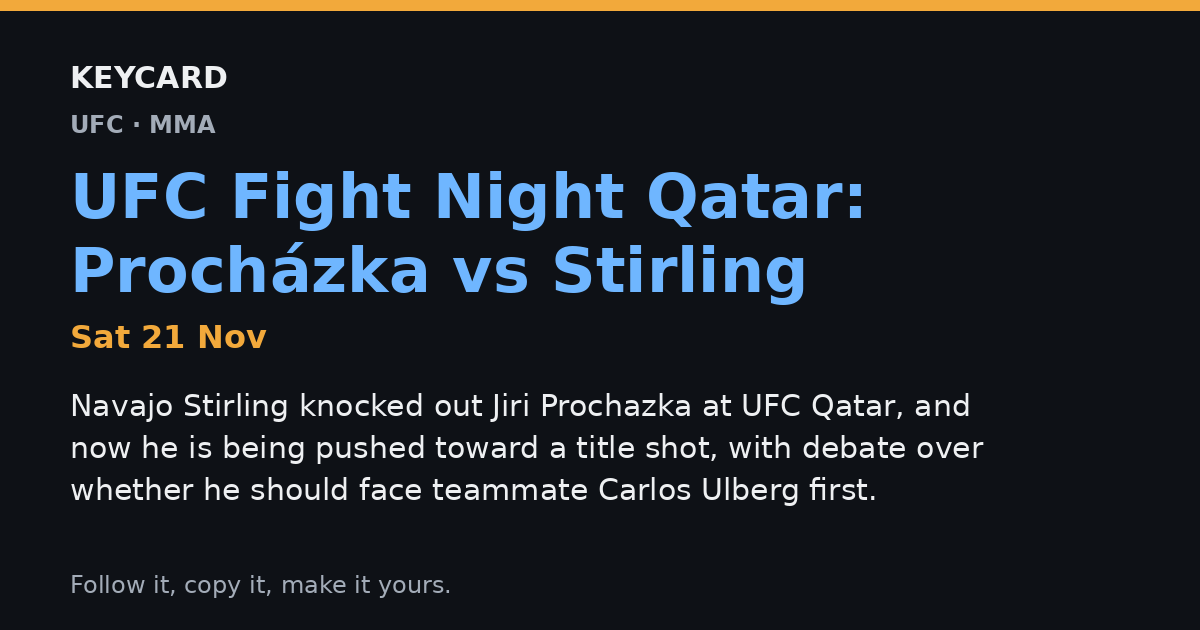 KEYCARD
UFC · MMA
UFC Fight Night Qatar:
Procházka vs Stirling
Sat 21 Nov
Navajo Stirling knocked out Jiri Prochazka at UFC Qatar, and
now he is being pushed toward a title shot, with debate over
whether he should face teammate Carlos Ulberg first.
Follow it, copy it, make it yours.